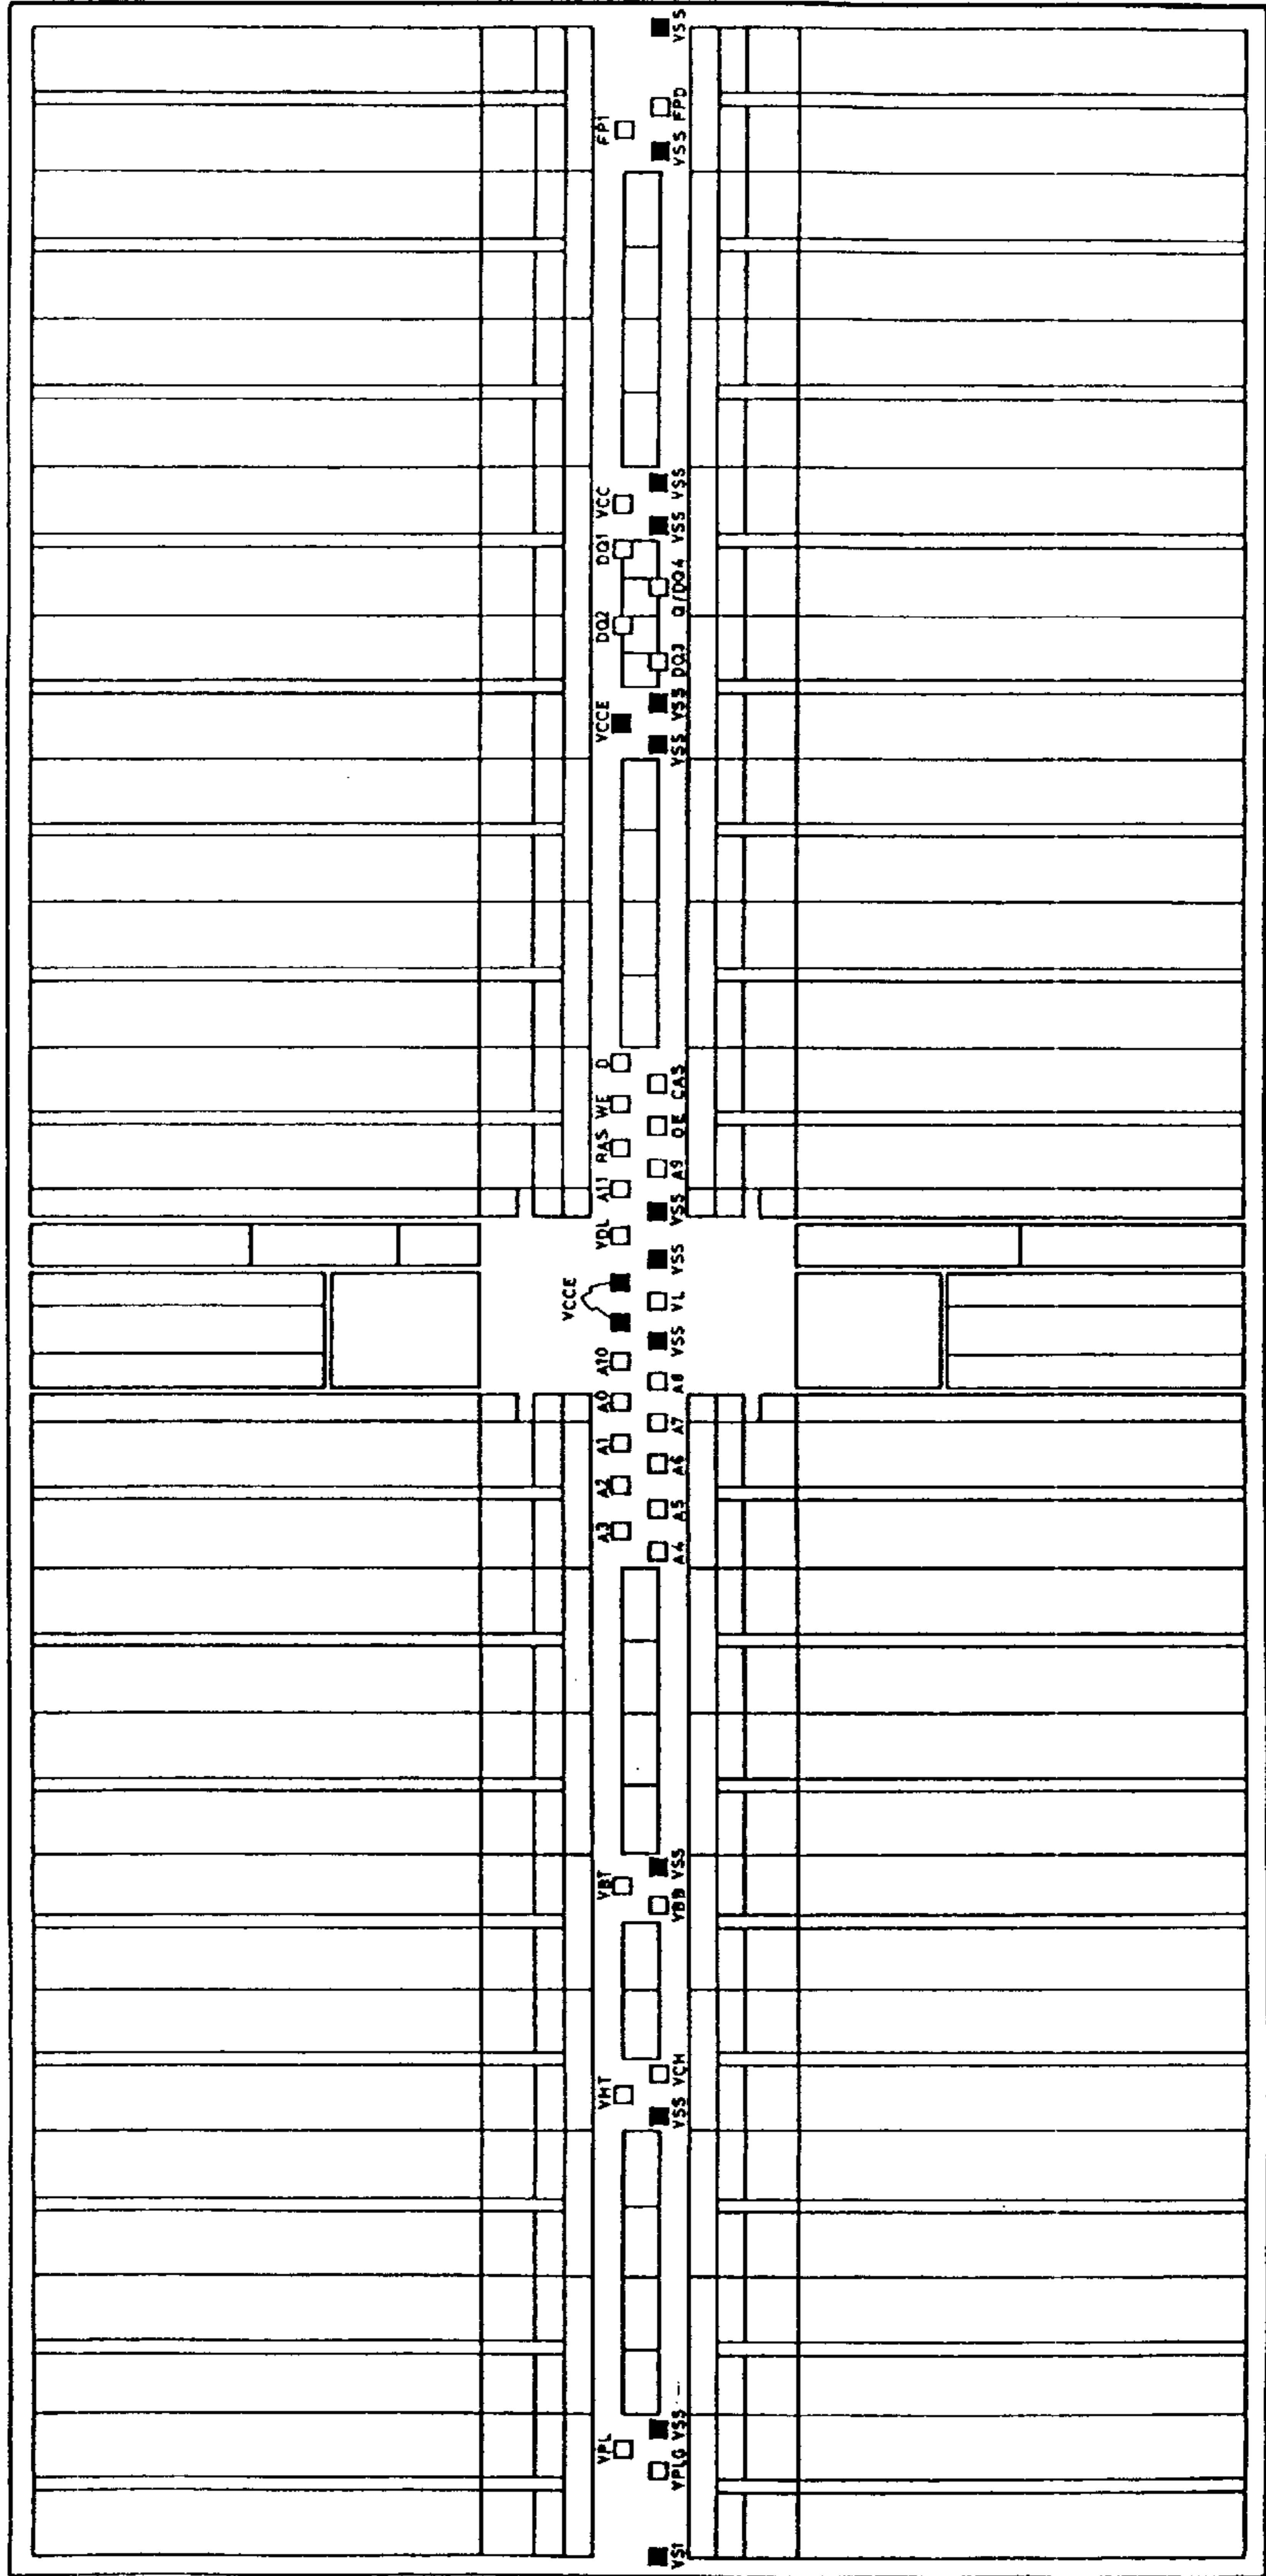 VPL
VHT
VBT
A3
A2
A1
A0
A10
VCCE
VDL
A11
RAS
WE
D
VCCE
DQ2
DQ1
VCC
FP1
VST
VPLG
VSS
VSS
VCH
VBB
VSS
A4
A5
A6
A7
A8
VSS
VL
VSS
VSS
A9
OE
CAS
VSS
VSS
DQ3
Q/DQ4
VSS
VSS
VSS
FPD
VSS